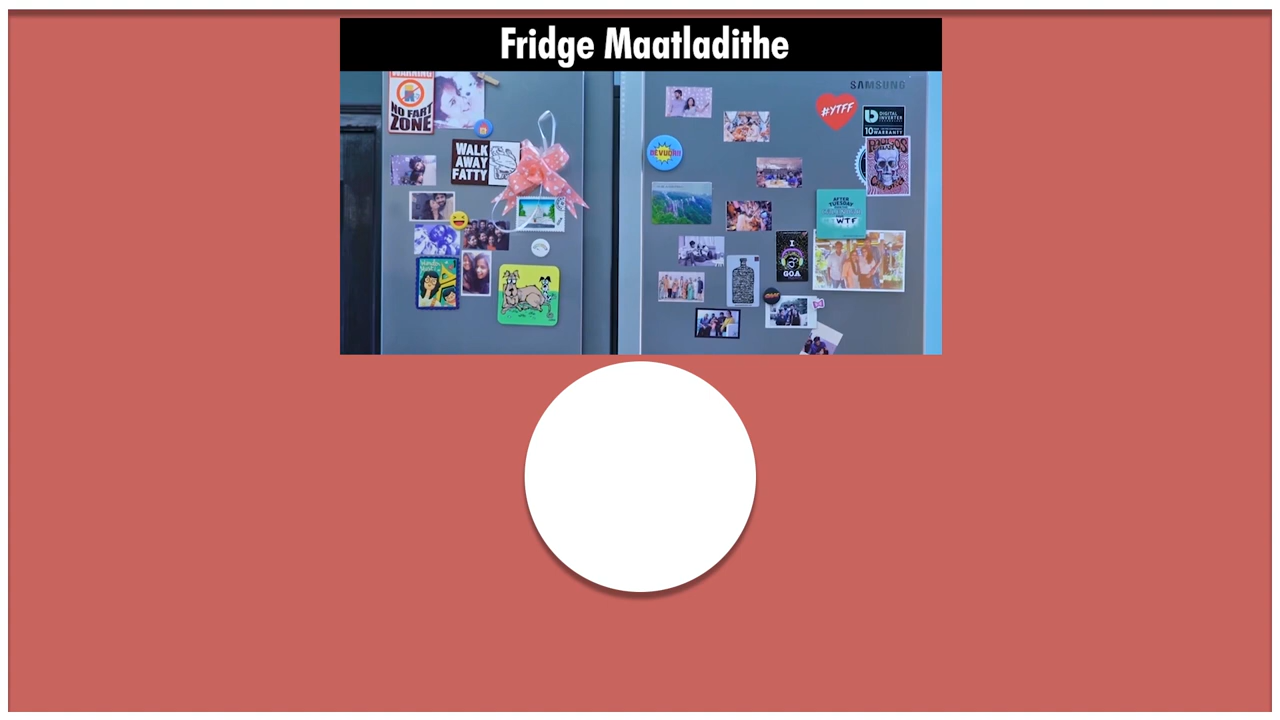 Fridge Maatladithe
WARNING
NO FART
ZONE
WALK
AWAY
FATTY
SAMSUNG
#YTFF
DIGITAL
INVERTER
10
WARRANTY
DEVUDA!
AFTER
TUESDAY
WTF
I
GOA